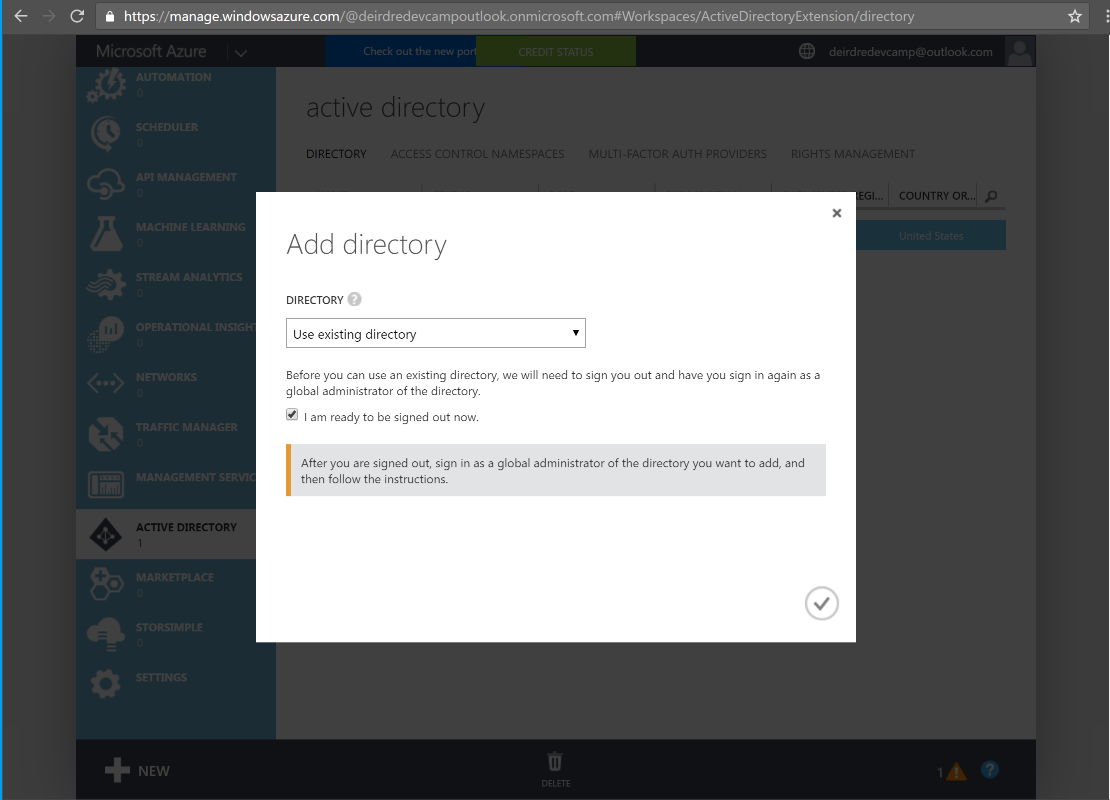 https://manage.windowsazure.com/@deirdredevcampoutlook.onmicrosoft.com#Workspaces/ActiveDirectoryExtension/directory
Microsoft Azure
Check out the new port
CREDIT STATUS
deirdredevcamp@outlook.com
AUTOMATION
0
SCHEDULER
0
API MANAGEMENT
0
MACHINE LEARNING
0
STREAM ANALYTICS
0
OPERATIONAL INSIGH
0
NETWORKS
0
TRAFFIC MANAGER
0
MANAGEMENT SERVIC
ACTIVE DIRECTORY
1
MARKETPLACE
0
STORSIMPLE
0
SETTINGS
active directory
DIRECTORY ACCESS CONTROL NAMESPACES MULTI-FACTOR AUTH PROVIDERS RIGHTS MANAGEMENT
EGI... COUNTRY OR...
United States
Add directory
DIRECTORY ?
Use existing directory
Before you can use an existing directory, we will need to sign you out and have you sign in again as a
global administrator of the directory.
I am ready to be signed out now.
After you are signed out, sign in as a global administrator of the directory you want to add, and
then follow the instructions.
NEW
DELETE
1
?